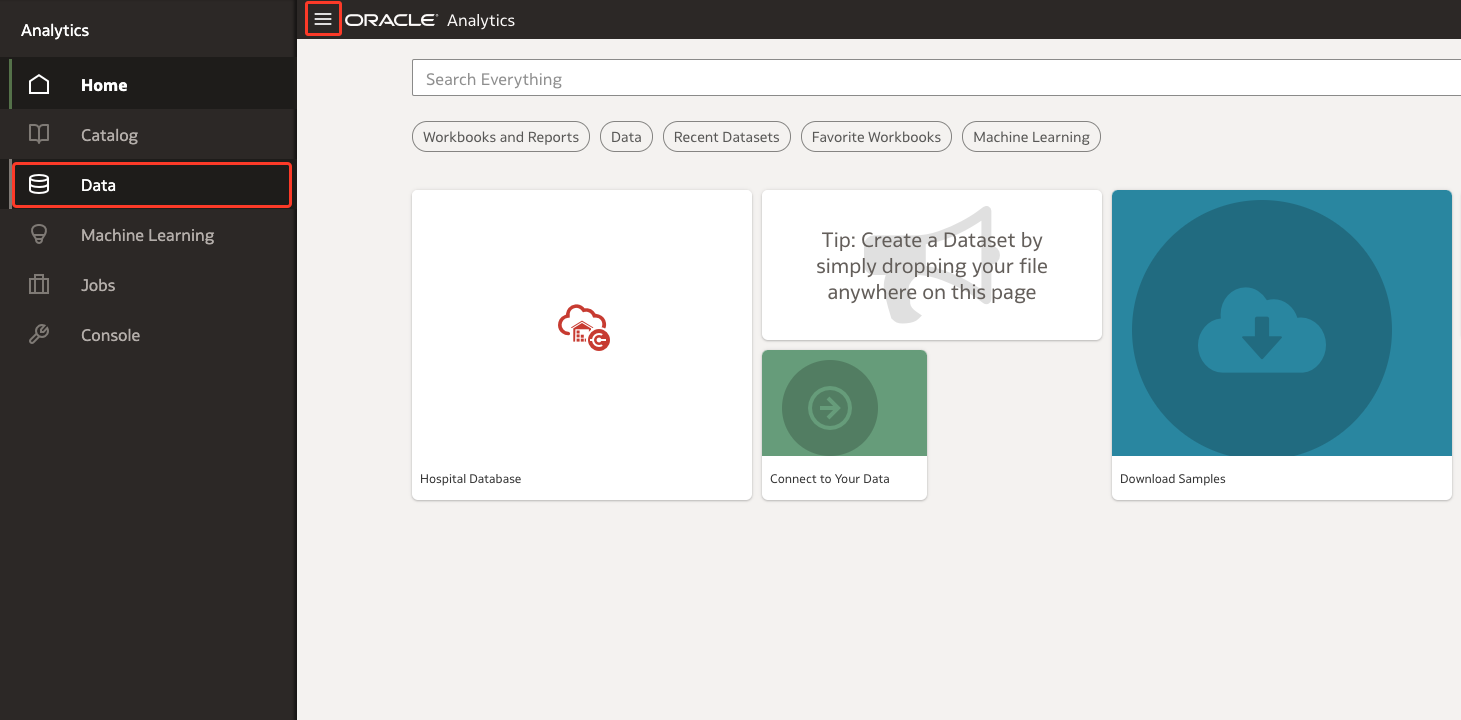 Analytics
Home
Catalog
Data
Machine Learning
Jobs
Console
ORACLE Analytics
Search Everything
Workbooks and Reports
Data
Recent Datasets
Favorite Workbooks
Machine Learning
Tip: Create a Dataset by
simply dropping your file
anywhere on this page
Hospital Database
Connect to Your Data
Download Samples